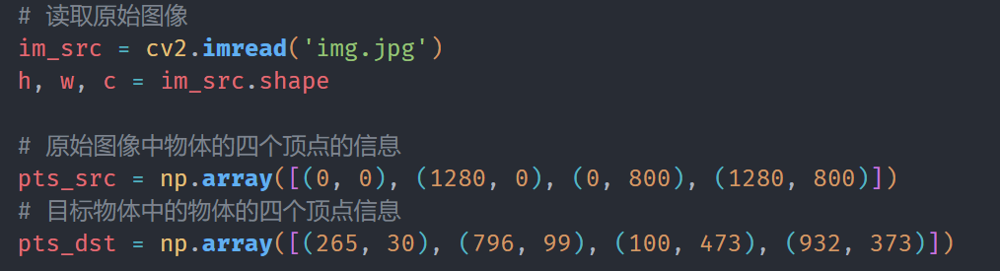 # 读取原始图像
im_src = cv2.imread('img.jpg')
h, w, c = im_src.shape
# 原始图像中物体的四个顶点的信息
pts_src = np.array([(0, 0), (1280, 0), (0, 800), (1280, 800)])
# 目标物体中的物体的四个顶点信息
pts_dst = np.array([(265, 30), (796, 99), (100, 473), (932, 373)])